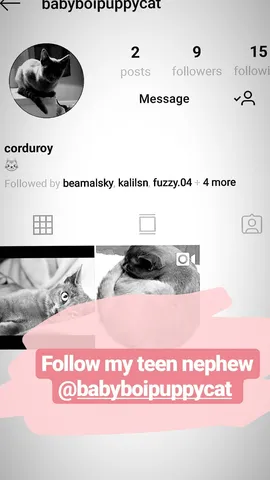 babyboipuppycat
2 9 15
posts followers followi
Message
corduroy
Followed by beamalsky, kalilsn, fuzzy.04 + 4 more
Follow my teen nephew
@babyboipuppycat